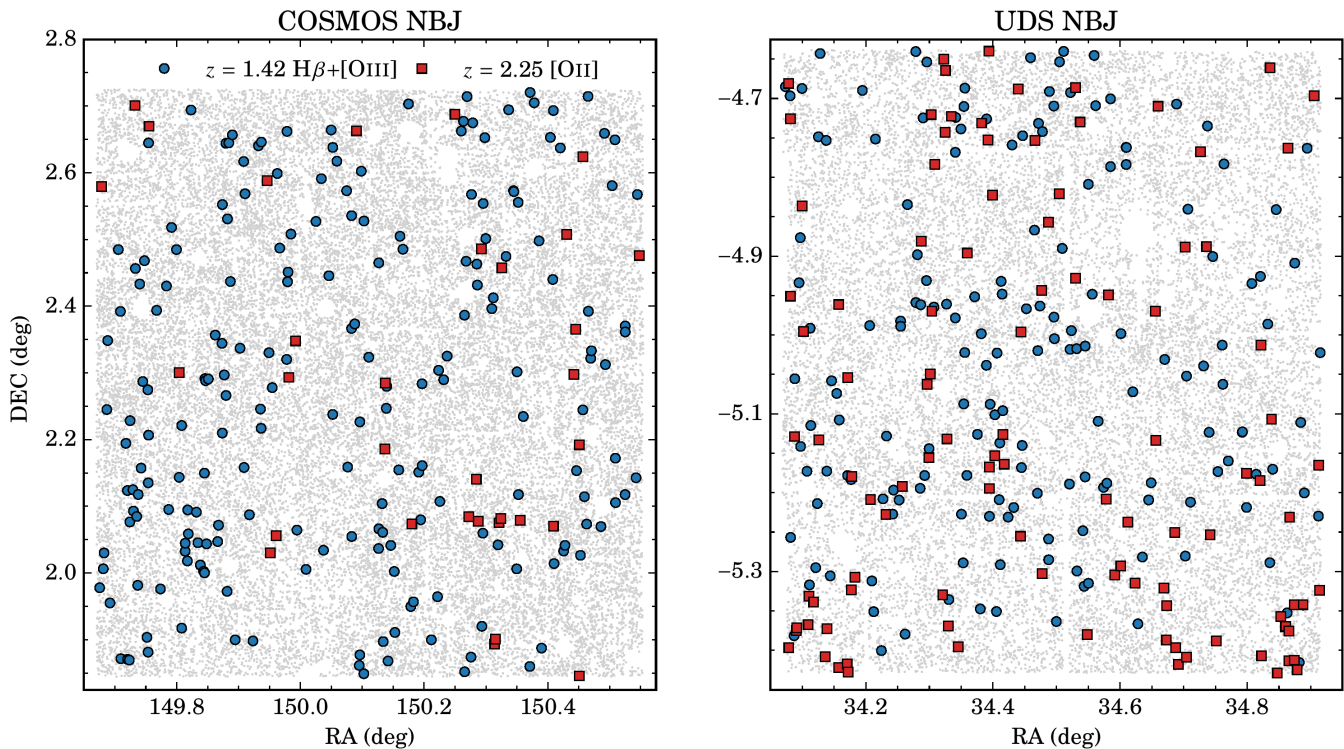 COSMOS NBJ
UDS NBJ
z = 1.42 Hβ+[OIII]
z = 2.25 [OII]
DEC (deg)
2.8
2.6
2.4
2.2
2.0
149.8
150.0
150.2
150.4
RA (deg)
−4.7
−4.9
−5.1
−5.3
34.2
34.4
34.6
34.8
RA (deg)